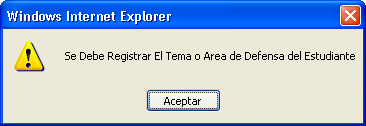 Windows Internet Explorer
Se Debe Registrar El Tema o Area de Defensa del Estudiante
Aceptar